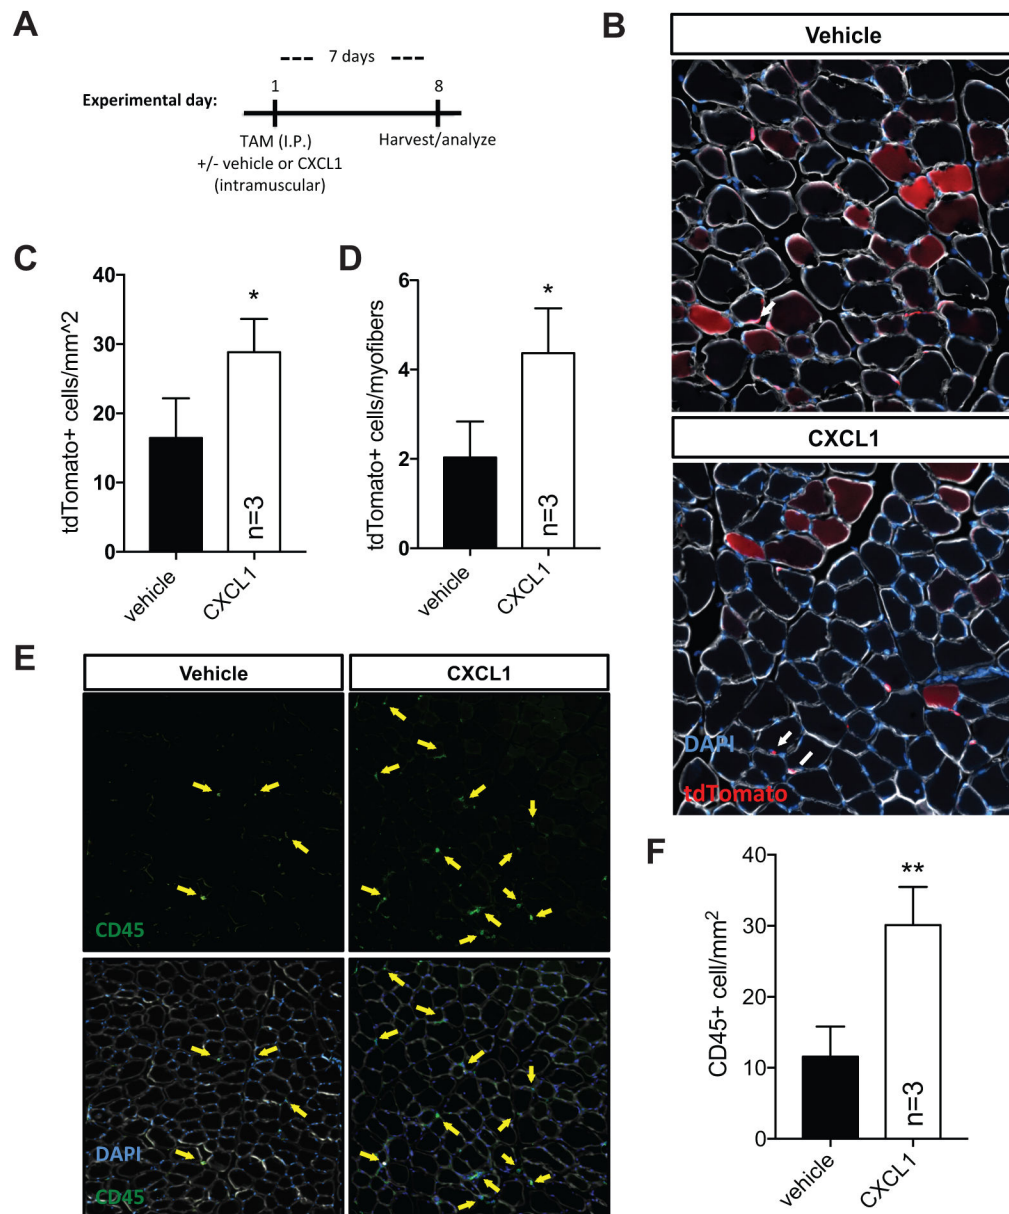 A
7 days
1
8
Experimental day:
TAM (I.P.)
+/- vehicle or CXCL1
(intramuscular)
Harvest/analyze
B
Vehicle
CXCL1
DAPI
tdTomato
C
tdTomato+ cells/mm^2
40
30
20
10
0
*
n=3
vehicle
CXCL1
D
tdTomato+ cells/myofibers
6
4
2
0
*
n=3
vehicle
CXCL1
E
Vehicle
CXCL1
CD45
DAPI
CD45
F
CD45+ cell/mm2
40
30
20
10
0
**
n=3
vehicle
CXCL1